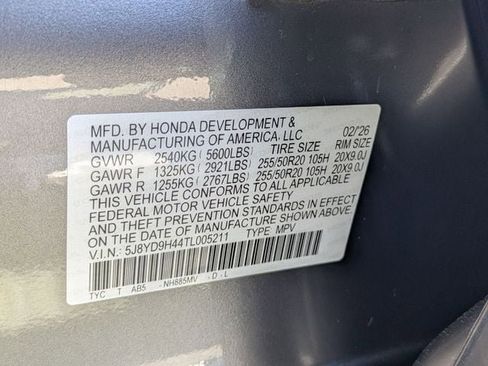 MFD. BY HONDA DEVELOPMENT &
MANUFACTURING OF AMERICA, LLC 02/26
GVWR 2540KG (5600LBS) TIRE SIZE RIM SIZE
GAWR F 1325KG (2921LBS) 255/50R20 105H 20X9.0J
GAWR R 1255KG (2767LBS) 255/50R20 105H 20X9.0J
THIS VEHICLE CONFORMS TO ALL APPLICABLE
FEDERAL MOTOR VEHICLE SAFETY
AND THEFT PREVENTION STANDARDS IN EFFECT
ON THE DATE OF MANUFACTURE SHOWN ABOVE
V.I.N.: 5J8YD9H44TL005211 TYPE: MPV
TYC T AB5 -NH885MV -D-L